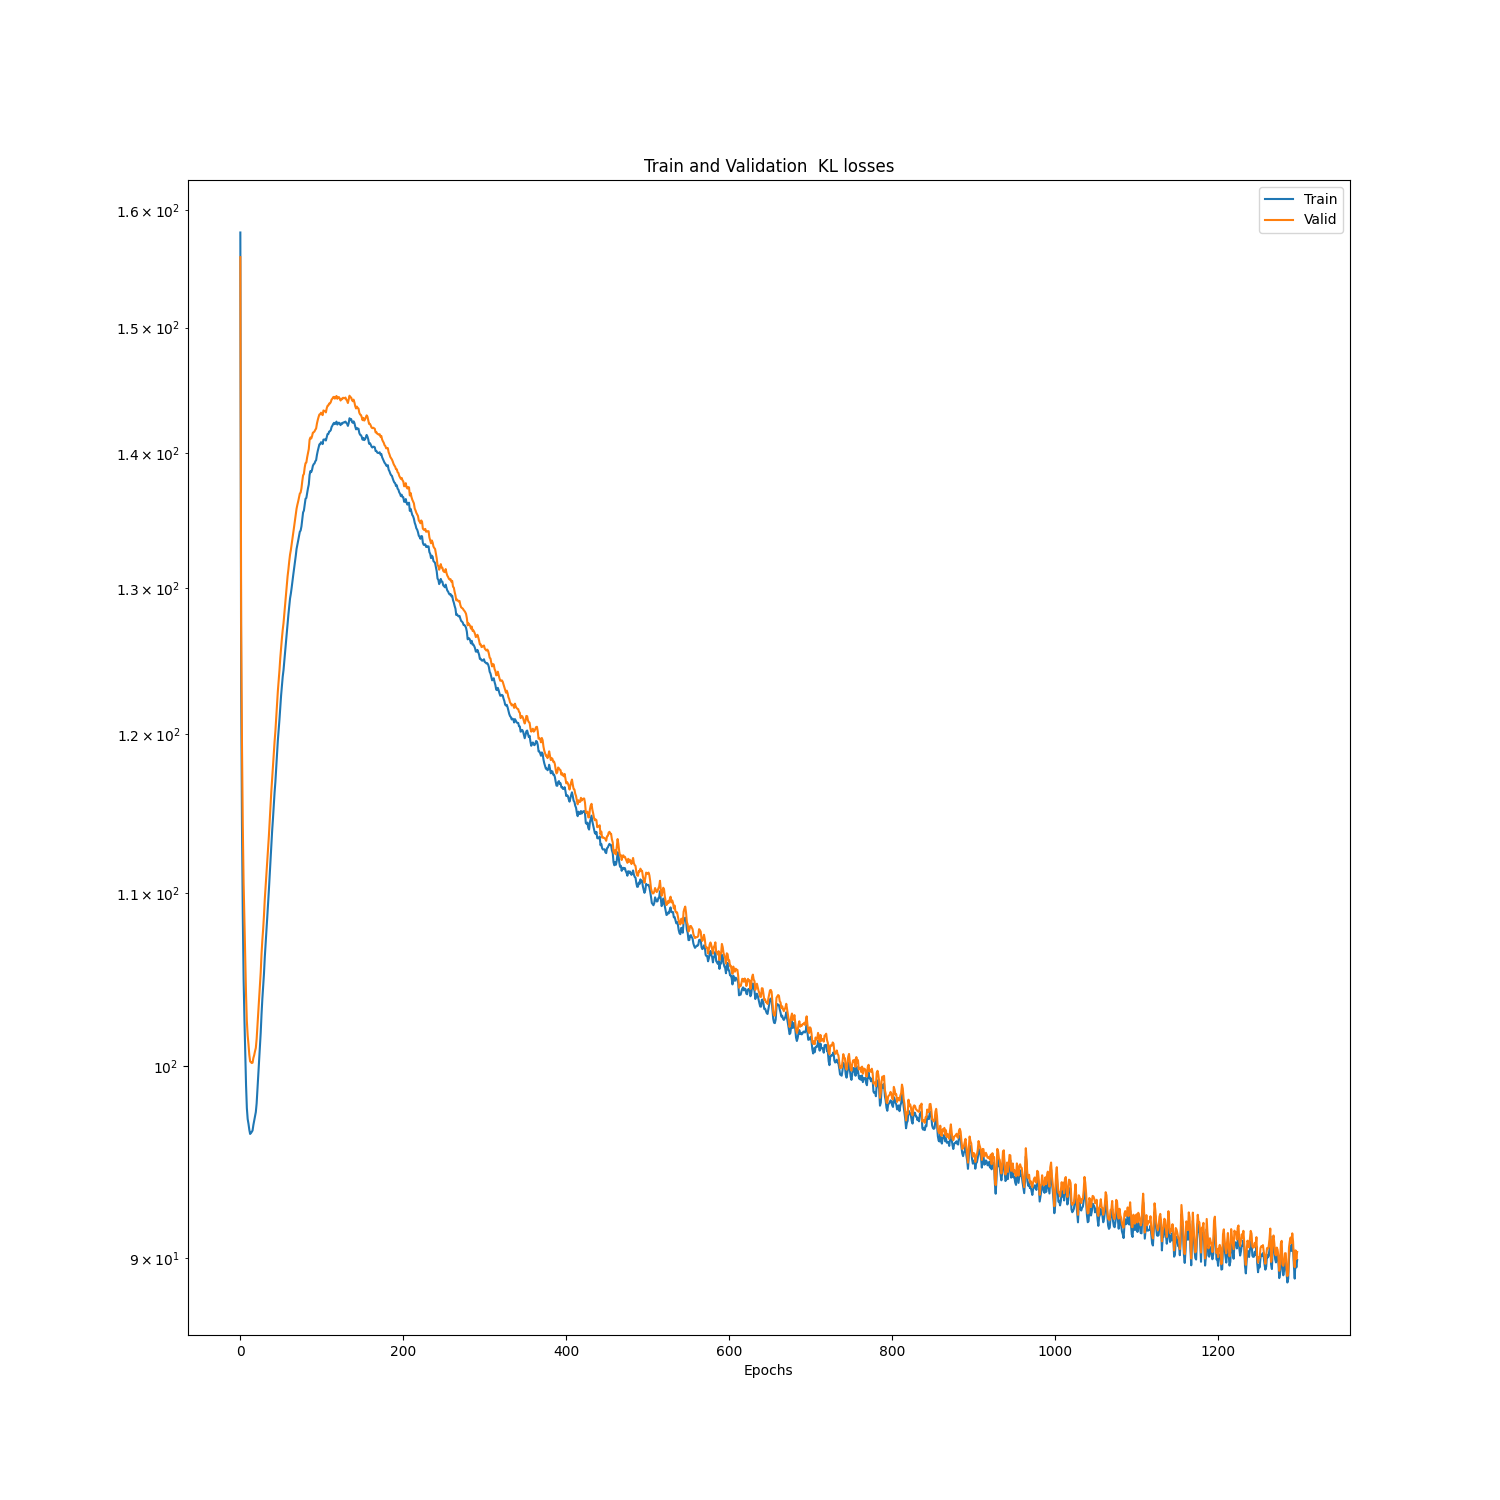 Train and Validation  KL losses
Train
Valid
1.6 × 10²
1.5 × 10²
1.4 × 10²
1.3 × 10²
1.2 × 10²
1.1 × 10²
10²
9 × 10¹
0 200 400 600 800 1000 1200
Epochs